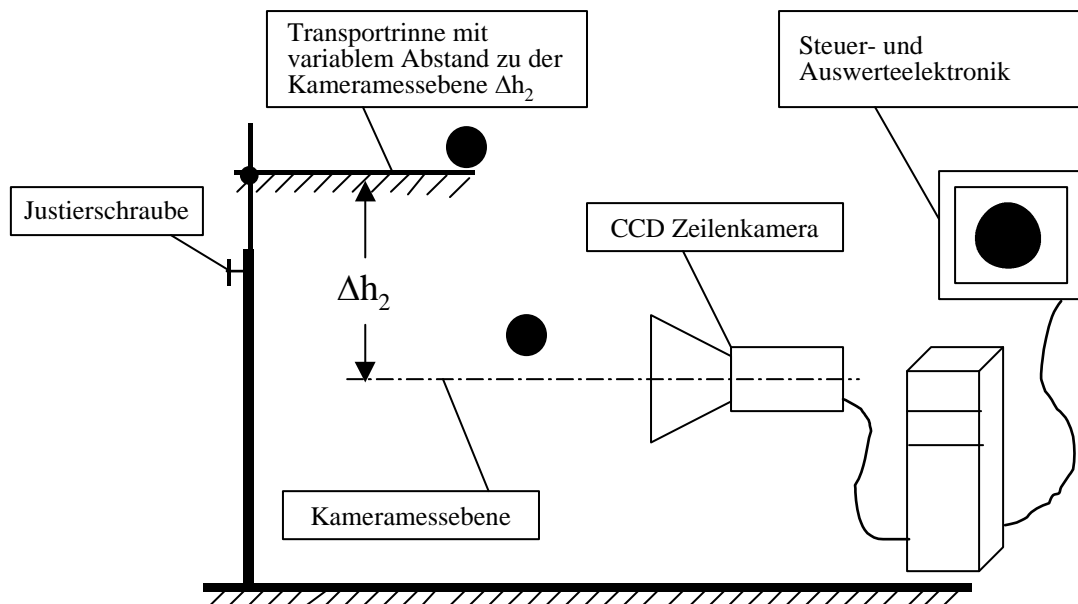 Transportrinne mit
variablem Abstand zu der
Kameramessebene Δh₂
Steuer- und
Auswerteelektronik
Justierschraube
CCD Zeilenkamera
Δh₂
Kameramessebene